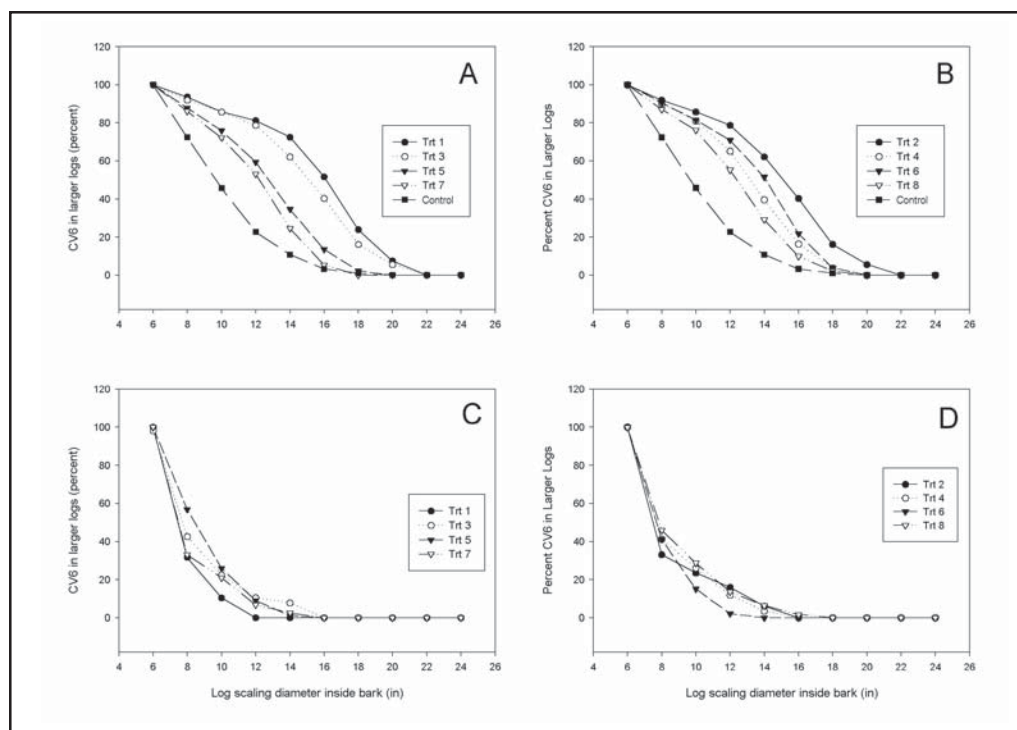 A
CV6 in larger logs (percent)
120
100
80
60
40
20
0
4 6 8 10 12 14 16 18 20 22 24 26
Trt 1
Trt 3
Trt 5
Trt 7
Control
B
Percent CV6 in Larger Logs
120
100
80
60
40
20
0
4 6 8 10 12 14 16 18 20 22 24 26
Trt 2
Trt 4
Trt 6
Trt 8
Control
C
CV6 in larger logs (percent)
120
100
80
60
40
20
0
4 6 8 10 12 14 16 18 20 22 24 26
Log scaling diameter inside bark (in)
Trt 1
Trt 3
Trt 5
Trt 7
D
Percent CV6 in Larger Logs
120
100
80
60
40
20
0
4 6 8 10 12 14 16 18 20 22 24 26
Log scaling diameter inside bark (in)
Trt 2
Trt 4
Trt 6
Trt 8